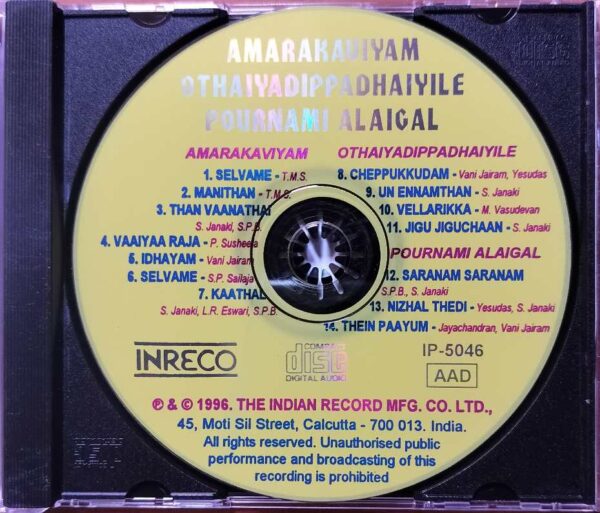 AMARAKAVIYAM
OTHAIYADIPPADHAIYILE
POURNAMI ALAIGAL
AMARAKAVIYAM
1. SELVAME - T.M.S.
2. MANITHAN - T.M.S.
3. THAN VAANATHAI
S. Janaki, S.P.B.
4. VAAIYAA RAJA - P. Susheela
5. IDHAYAM - Vani Jairam
6. SELVAME - S.P. Sailaja
7. KAATHAL
S. Janaki, L.R. Eswari, S.P.B.
OTHAIYADIPPADHAIYILE
8. CHEPPUKKUDAM - Vani Jairam, Yesudas
9. UN ENNAMTHAN - S. Janaki
10. VELLARIKKA - M. Vasudevan
11. JIGU JIGUCHAAN - S. Janaki
POURNAMI ALAIGAL
12. SARANAM SARANAM
S.P.B., S. Janaki
13. NIZHAL THEDI - Yesudas, S. Janaki
14. THEIN PAAYUM - Jayachandran, Vani Jairam
INRECO
COMPACT
disc
DIGITAL AUDIO
IP-5046
AAD
℗ & © 1996. THE INDIAN RECORD MFG. CO. LTD.,
45, Moti Sil Street, Calcutta - 700 013. India.
All rights reserved. Unauthorised public
performance and broadcasting of this
recording is prohibited